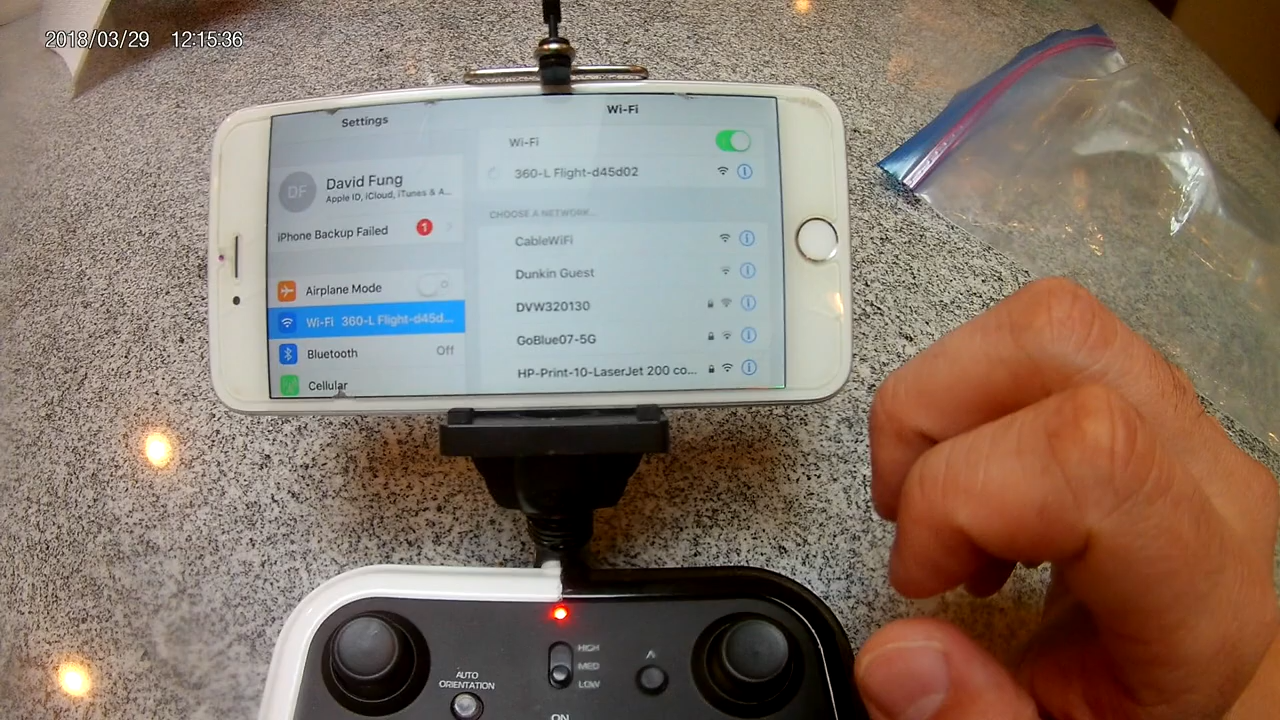 2018/03/29 12:15:36
Settings
DF
David Fung
Apple ID, iCloud, iTunes & A...
iPhone Backup Failed 1
Airplane Mode
Wi-Fi 360-L Flight-d45d...
Bluetooth Off
Cellular
Wi-Fi
Wi-Fi
360-L Flight-d45d02
CHOOSE A NETWORK...
CableWiFi
Dunkin Guest
DVW320130
GoBlue07-5G
HP-Print-10-LaserJet 200 co...
HIGH
MED
LOW
AUTO
ORIENTATION
ON